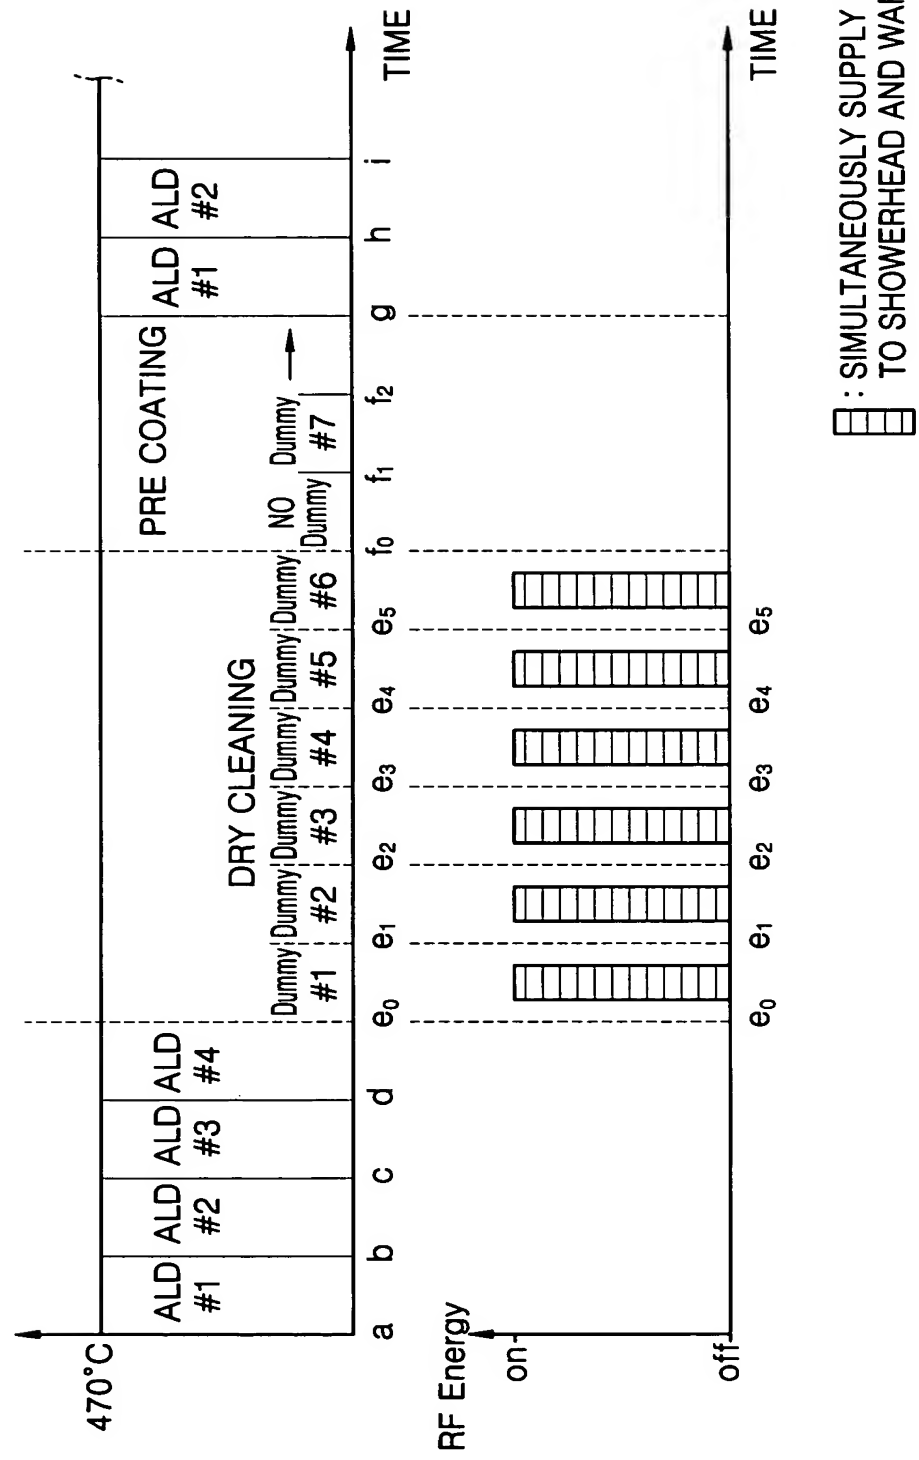 470°C
ALD ALD ALD ALD
#1 #2 #3 #4
DRY CLEANING
Dummy Dummy Dummy Dummy Dummy Dummy
#1 #2 #3 #4 #5 #6
PRE COATING
NO Dummy
Dummy #7
ALD ALD
#1 #2
a b c d e0 e1 e2 e3 e4 e5 f0 f1 f2 g h i
TIME
RF Energy
on
off
e0 e1 e2 e3 e4 e5
TIME
: SIMULTANEOUSLY SUPPLY
TO SHOWERHEAD AND